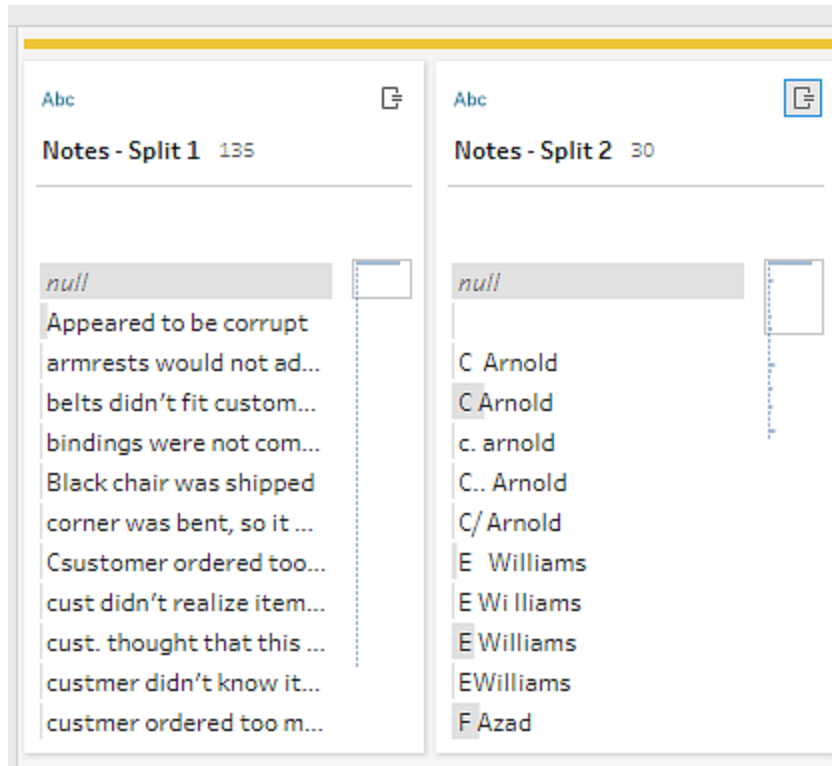 Abc
Notes - Split 1 135
null
Appeared to be corrupt
armrests would not ad...
belts didn’t fit custom...
bindings were not com...
Black chair was shipped
corner was bent, so it ...
Csustomer ordered too...
cust didn’t realize item...
cust. thought that this ...
custmer didn’t know it...
custmer ordered too m...
Abc
Notes - Split 2 30
null
C  Arnold
C Arnold
c. arnold
C.. Arnold
C/ Arnold
E   Williams
E Wi lliams
E Williams
EWilliams
F Azad